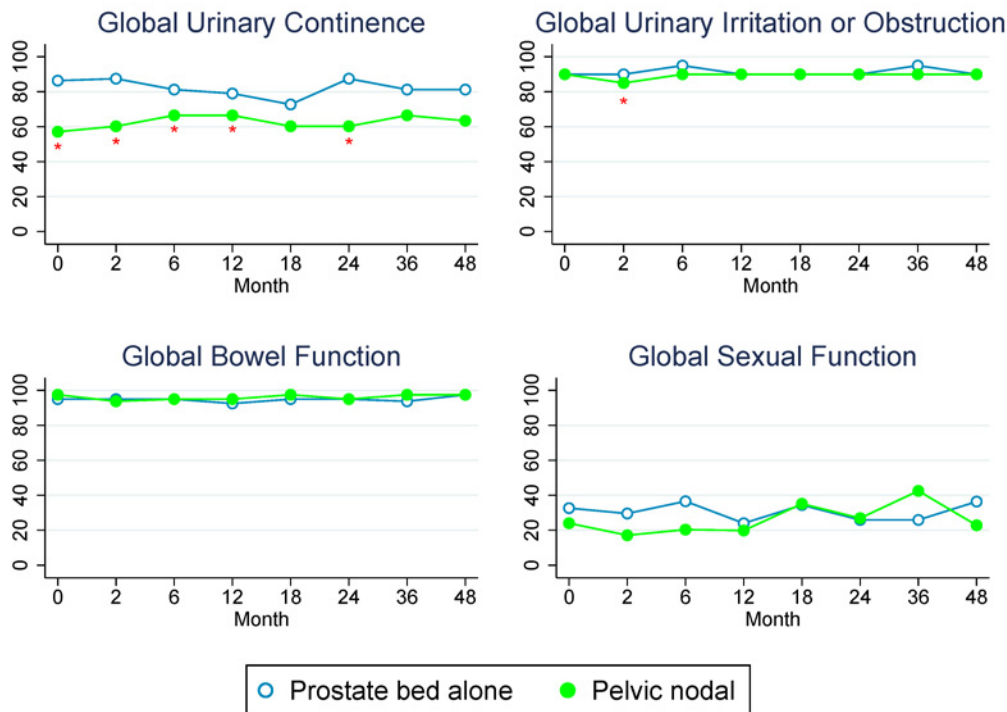 Global Urinary Continence
100
80
60
40
20
0
* * * * *
0 2 6 12 18 24 36 48
Month
Global Urinary Irritation or Obstruction
100
80
60
40
20
0
*
0 2 6 12 18 24 36 48
Month
Global Bowel Function
100
80
60
40
20
0
0 2 6 12 18 24 36 48
Month
Global Sexual Function
100
80
60
40
20
0
0 2 6 12 18 24 36 48
Month
Prostate bed alone Pelvic nodal